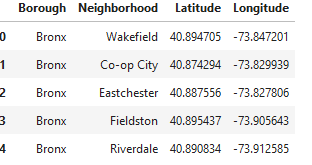 Borough Neighborhood Latitude Longitude
0 Bronx Wakefield 40.894705 -73.847201
1 Bronx Co-op City 40.874294 -73.829939
2 Bronx Eastchester 40.887556 -73.827806
3 Bronx Fieldston 40.895437 -73.905643
4 Bronx Riverdale 40.890834 -73.912585